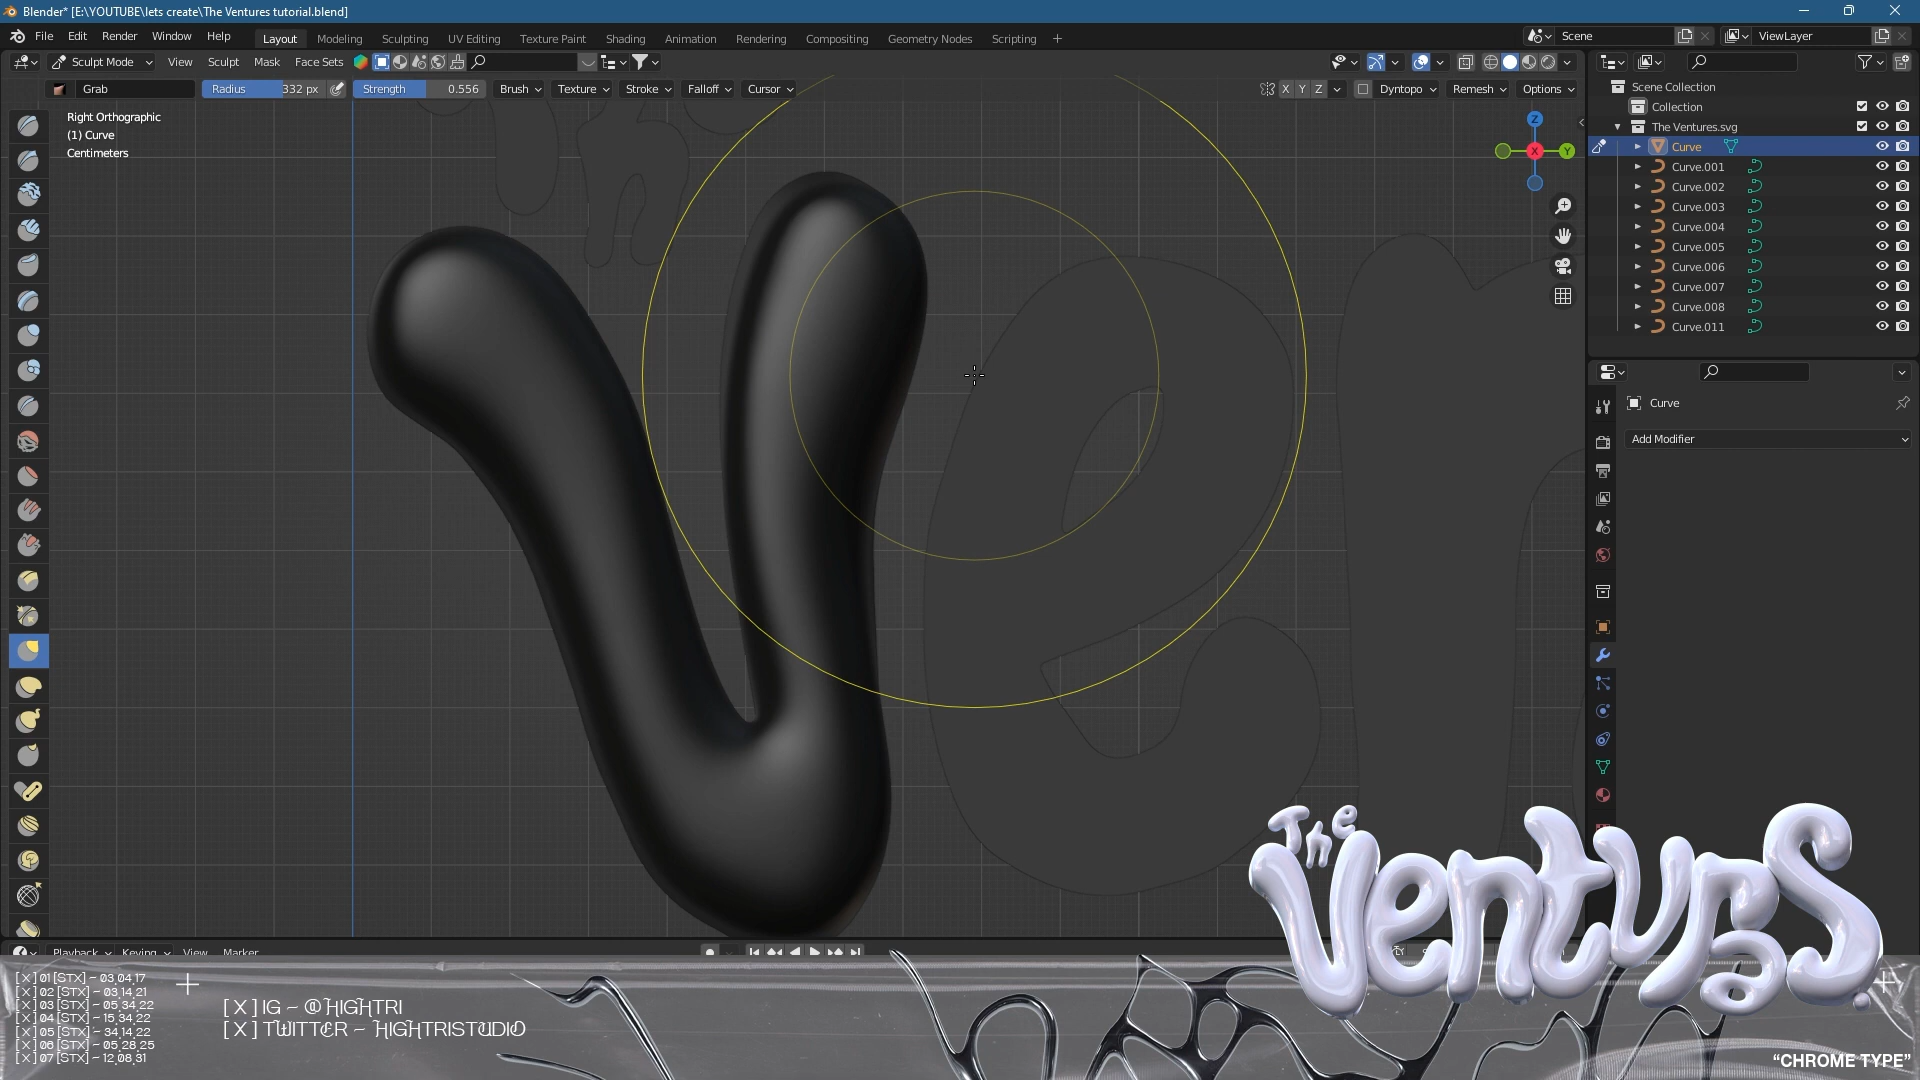 Blender* [E:\YOUTUBE\lets create\The Ventures tutorial.blend]
File Edit Render Window Help
Layout Modeling Sculpting UV Editing Texture Paint Shading Animation Rendering Compositing Geometry Nodes Scripting
Scene
ViewLayer
Sculpt Mode View Sculpt Mask Face Sets
Grab
Radius 332 px
Strength 0.556
Brush Texture Stroke Falloff Cursor
X Y Z
Dyntopo Remesh Options
Right Orthographic
(1) Curve
Centimeters
Z
X
Y
Scene Collection
Collection
The Ventures.svg
Curve
Curve.001
Curve.002
Curve.003
Curve.004
Curve.005
Curve.006
Curve.007
Curve.008
Curve.011
Curve
Add Modifier
Playback Keying View Marker
The
Ventures
[X] 01 [STX] – 03.04.17
[X] 02 [STX] – 03.14.21
[X] 03 [STX] – 05.34.22
[X] 04 [STX] – 15.34.22
[X] 05 [STX] – 34.14.22
[X] 06 [STX] – 05.28.25
[X] 07 [STX] – 12.08.31
[X] IG – @HIGHTRI
[X] TWITTER – HIGHTRISTUDIO
“CHROME TYPE”